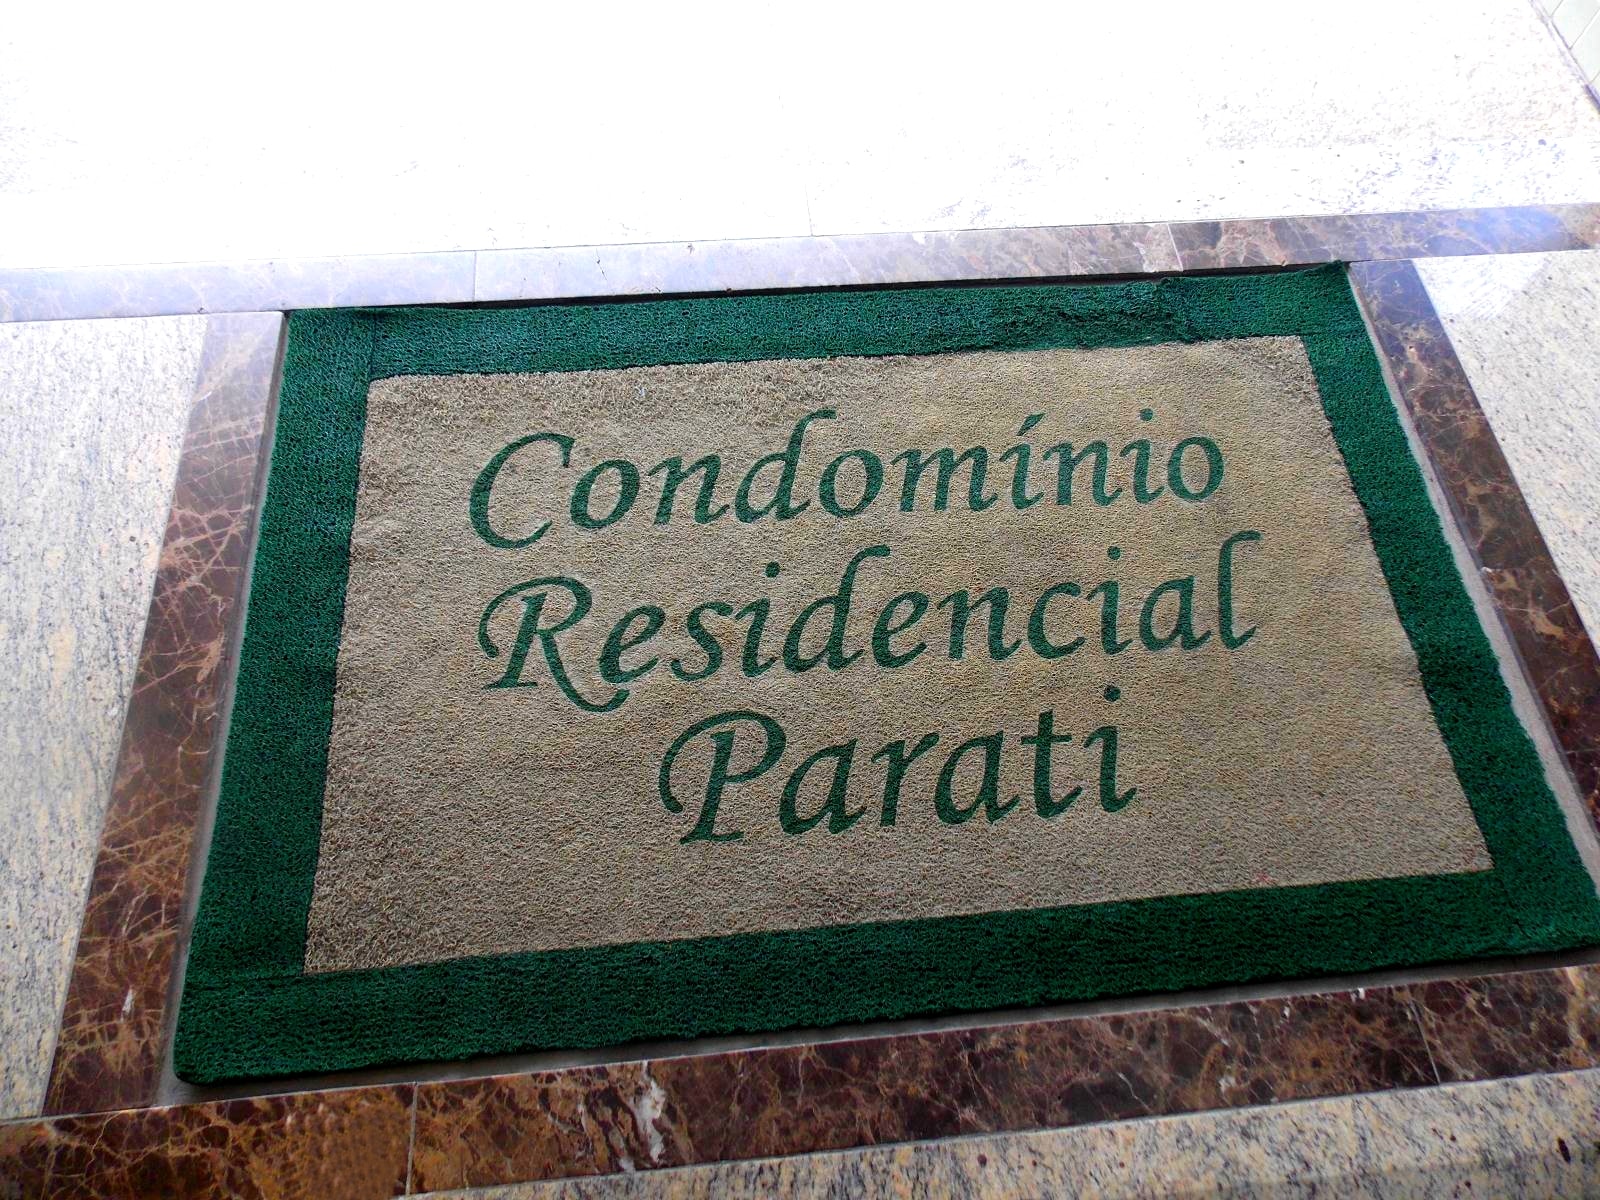 Condomínio
Residencial
Parati